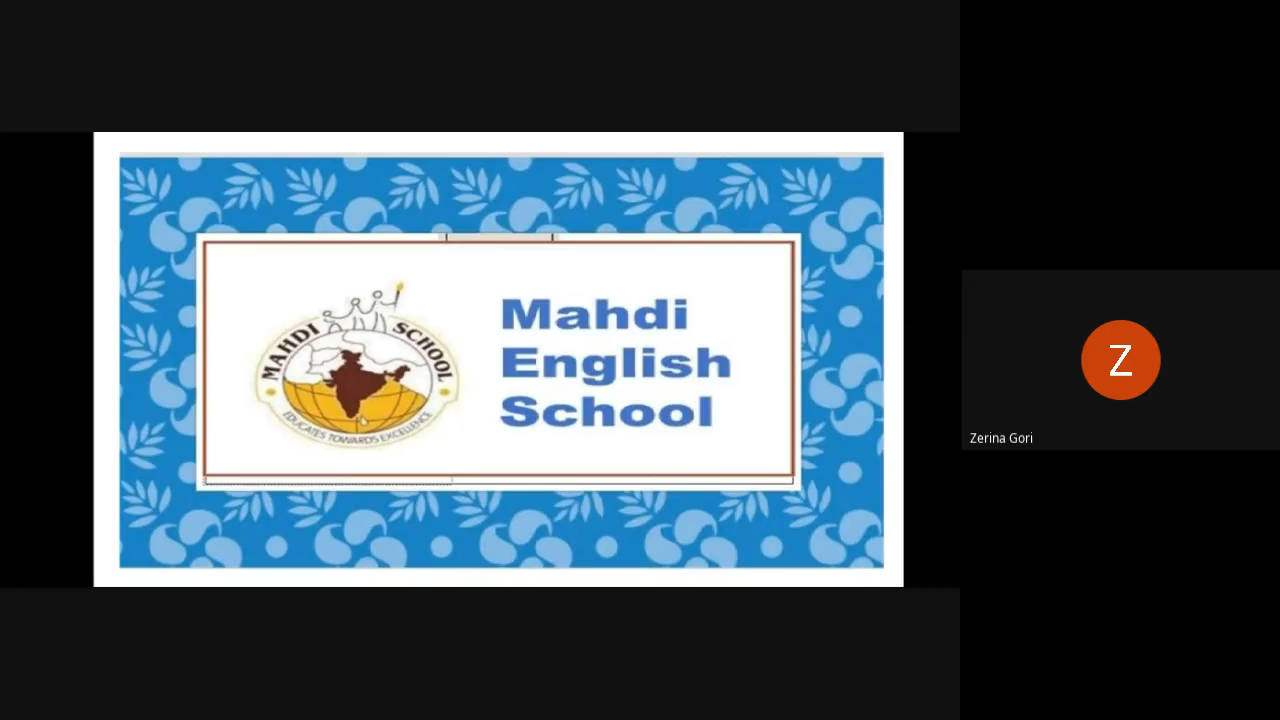 MAHDI SCHOOL
EDUCATES TOWARDS EXCELLENCE
Mahdi
English
School
Z
Zerina Gori